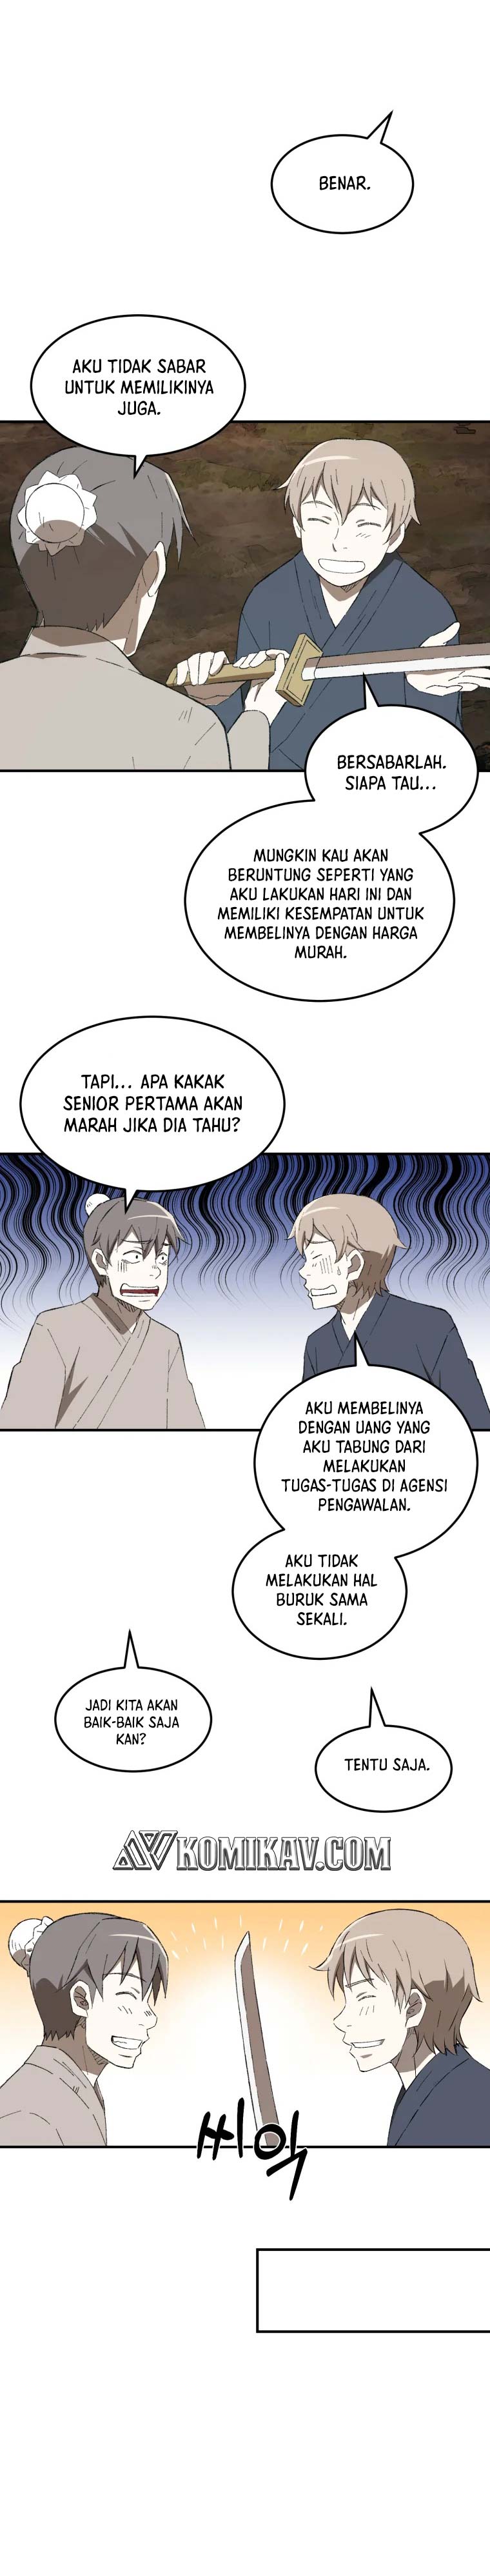 BENAR.
AKU TIDAK SABAR
UNTUK MEMILIKINYA
JUGA.
BERSABARLAH.
SIAPA TAU...
MUNGKIN KAU AKAN
BERUNTUNG SEPERTI YANG
AKU LAKUKAN HARI INI DAN
MEMILIKI KESEMPATAN UNTUK
MEMBELINYA DENGAN HARGA
MURAH.
TAPI... APA KAKAK
SENIOR PERTAMA AKAN
MARAH JIKA DIA TAHU?
AKU MEMBELINYA
DENGAN UANG YANG
AKU TABUNG DARI
MELAKUKAN
TUGAS-TUGAS DI AGENSI
PENGAWALAN.
AKU TIDAK
MELAKUKAN HAL
BURUK SAMA
SEKALI.
JADI KITA AKAN
BAIK-BAIK SAJA
KAN?
TENTU SAJA.
KOMIKAV.COM
씨익